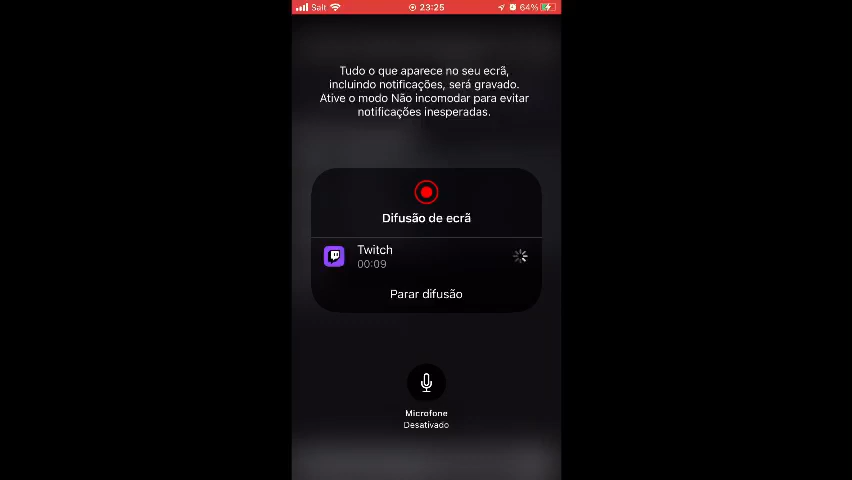 Salt 23:25 64%
Tudo o que aparece no seu ecrã,
incluindo notificações, será gravado.
Ative o modo Não incomodar para evitar
notificações inesperadas.
Difusão de ecrã
Twitch
00:09
Parar difusão
Microfone
Desativado